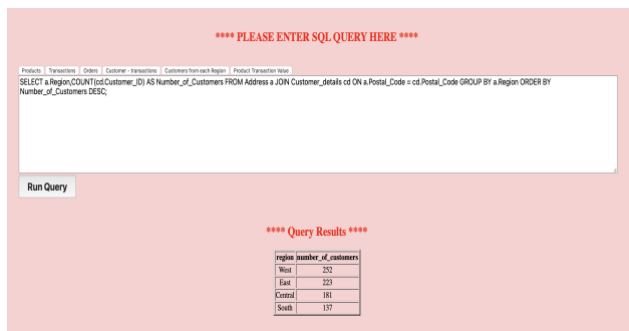 **** PLEASE ENTER SQL QUERY HERE ****
Products Transactions Orders Customer - transactions Customers from each Region Product Transaction Value
SELECT a.Region,COUNT(cd.Customer_ID) AS Number_of_Customers FROM Address a JOIN Customer_details cd ON a.Postal_Code = cd.Postal_Code GROUP BY a.Region ORDER BY
Number_of_Customers DESC;
Run Query
**** Query Results ****
region number_of_customers
West 252
East 223
Central 181
South 137